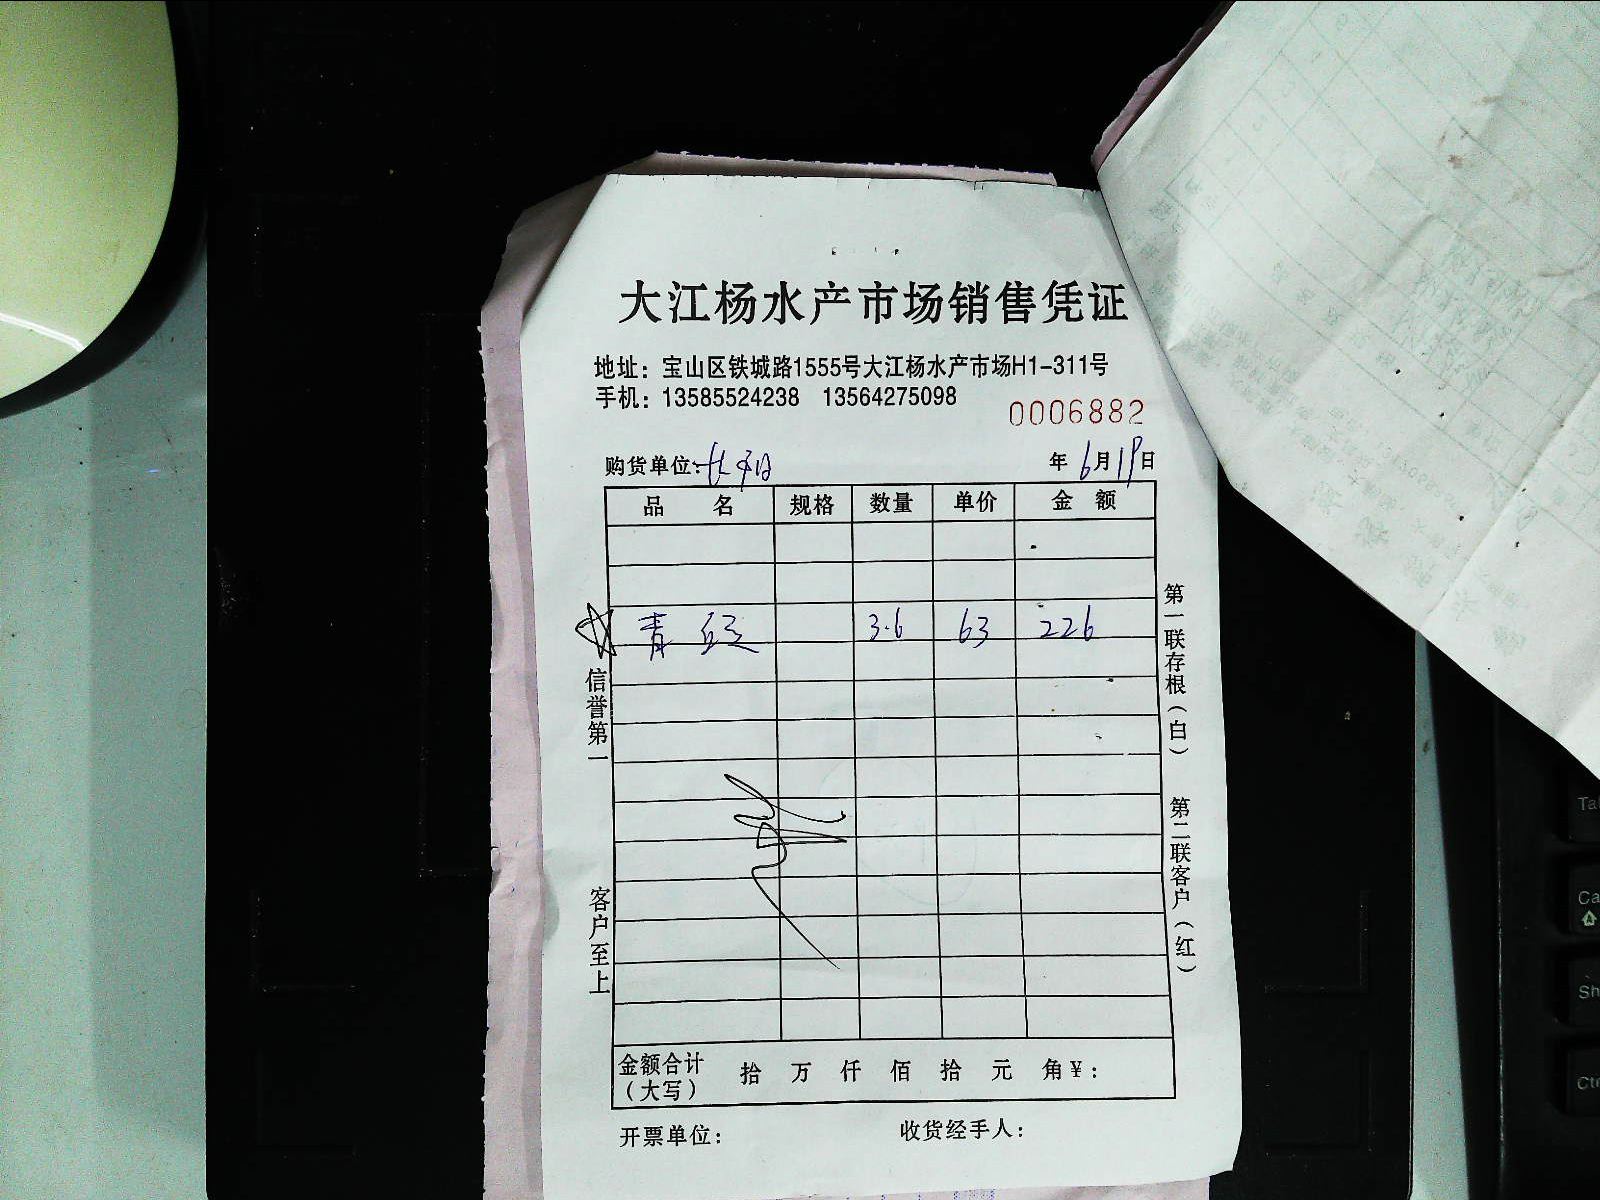 大江杨水产市场销售凭证
地址：宝山区铁城路1555号大江杨水产市场H1-311号
手机：13585524238 13564275098
0006882
购货单位： 年 6月19日
品 名 规格 数量 单价 金 额
青 3.6 63 226
信誉第一 客户至上
第一联存根（白） 第二联客户（红）
金额合计（大写） 拾 万 仟 佰 拾 元 角¥：
开票单位： 收货经手人：